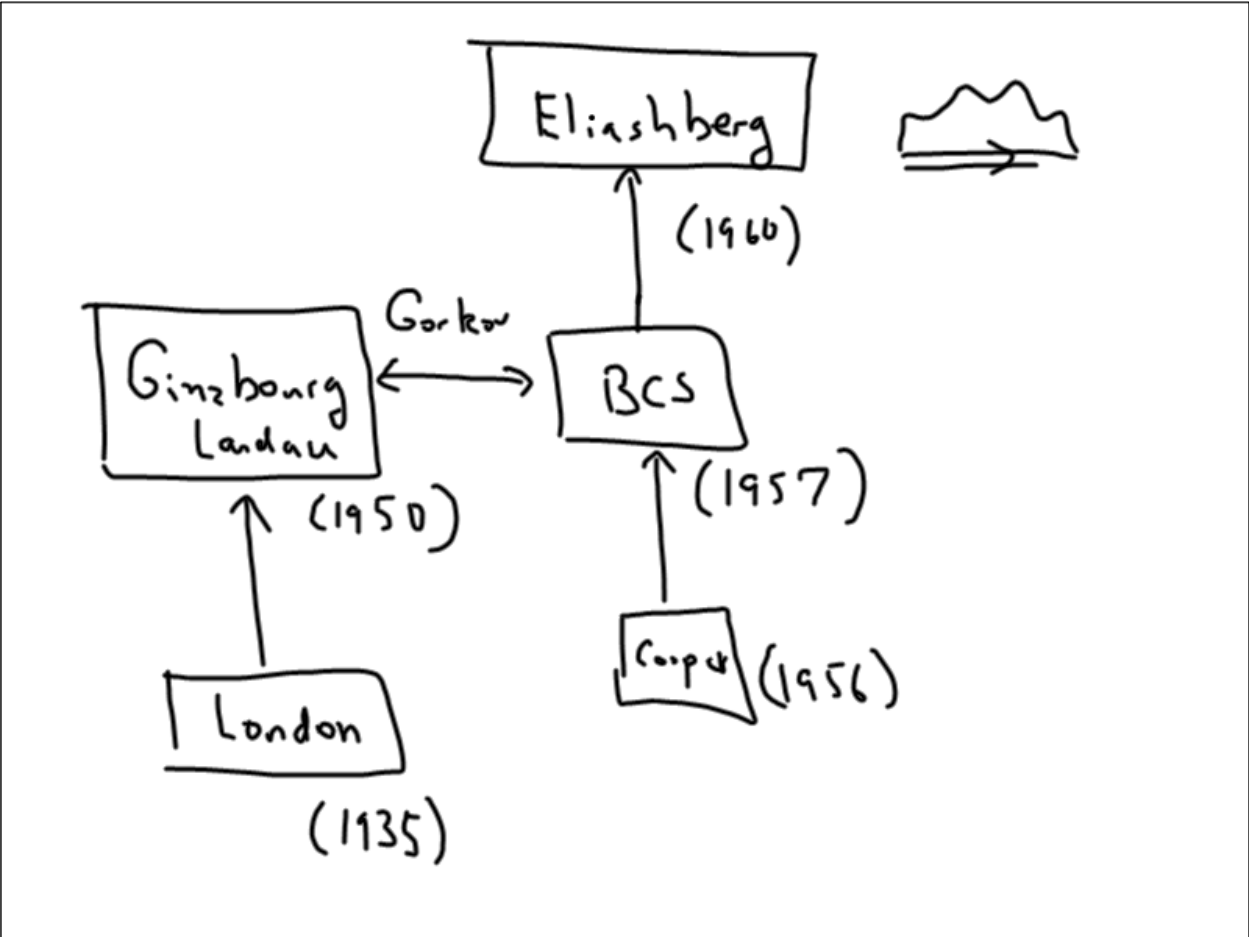 Eliashberg
(1960)
Gorkov
Ginzbourg
Landau
BCS
(1950)
(1957)
Cooper
(1956)
London
(1935)